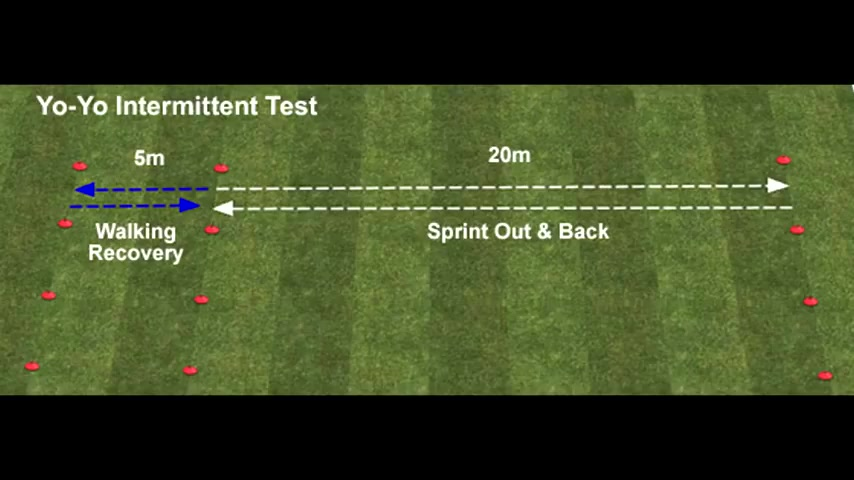 Yo-Yo Intermittent Test
5m
20m
Walking
Recovery
Sprint Out & Back